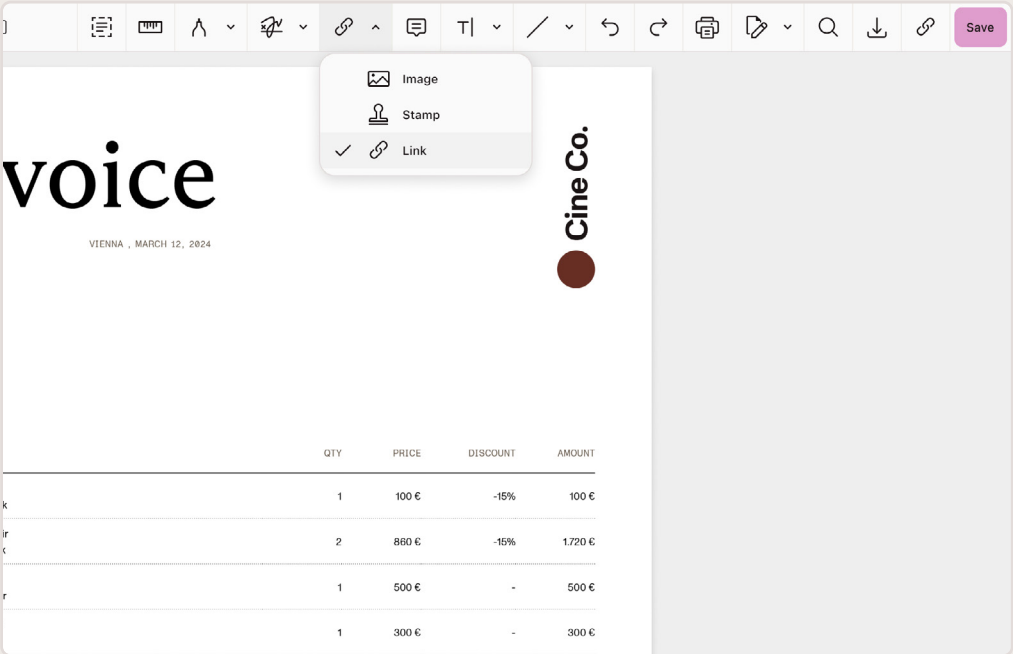 T|
Save
Image
Stamp
Link
voice
VIENNA , MARCH 12, 2024
Cine Co.
QTY PRICE DISCOUNT AMOUNT
1 100 € -15% 100 €
k
ir
2 860 € -15% 1.720 €
1 500 € - 500 €
r
1 300 € - 300 €